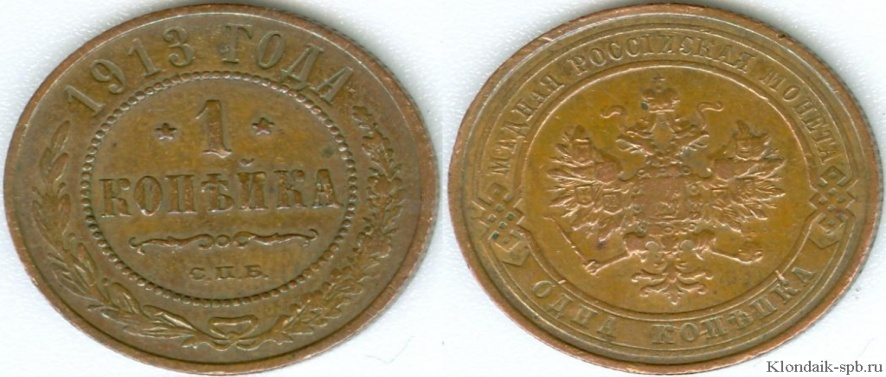 1913 ГОДА
* 1 *
КОПѢЙКА
С.П.Б.
МѢДНАЯ РОССІЙСКАЯ МОНЕТА
ОДНА КОПѢЙКА
Klondaik-spb.ru